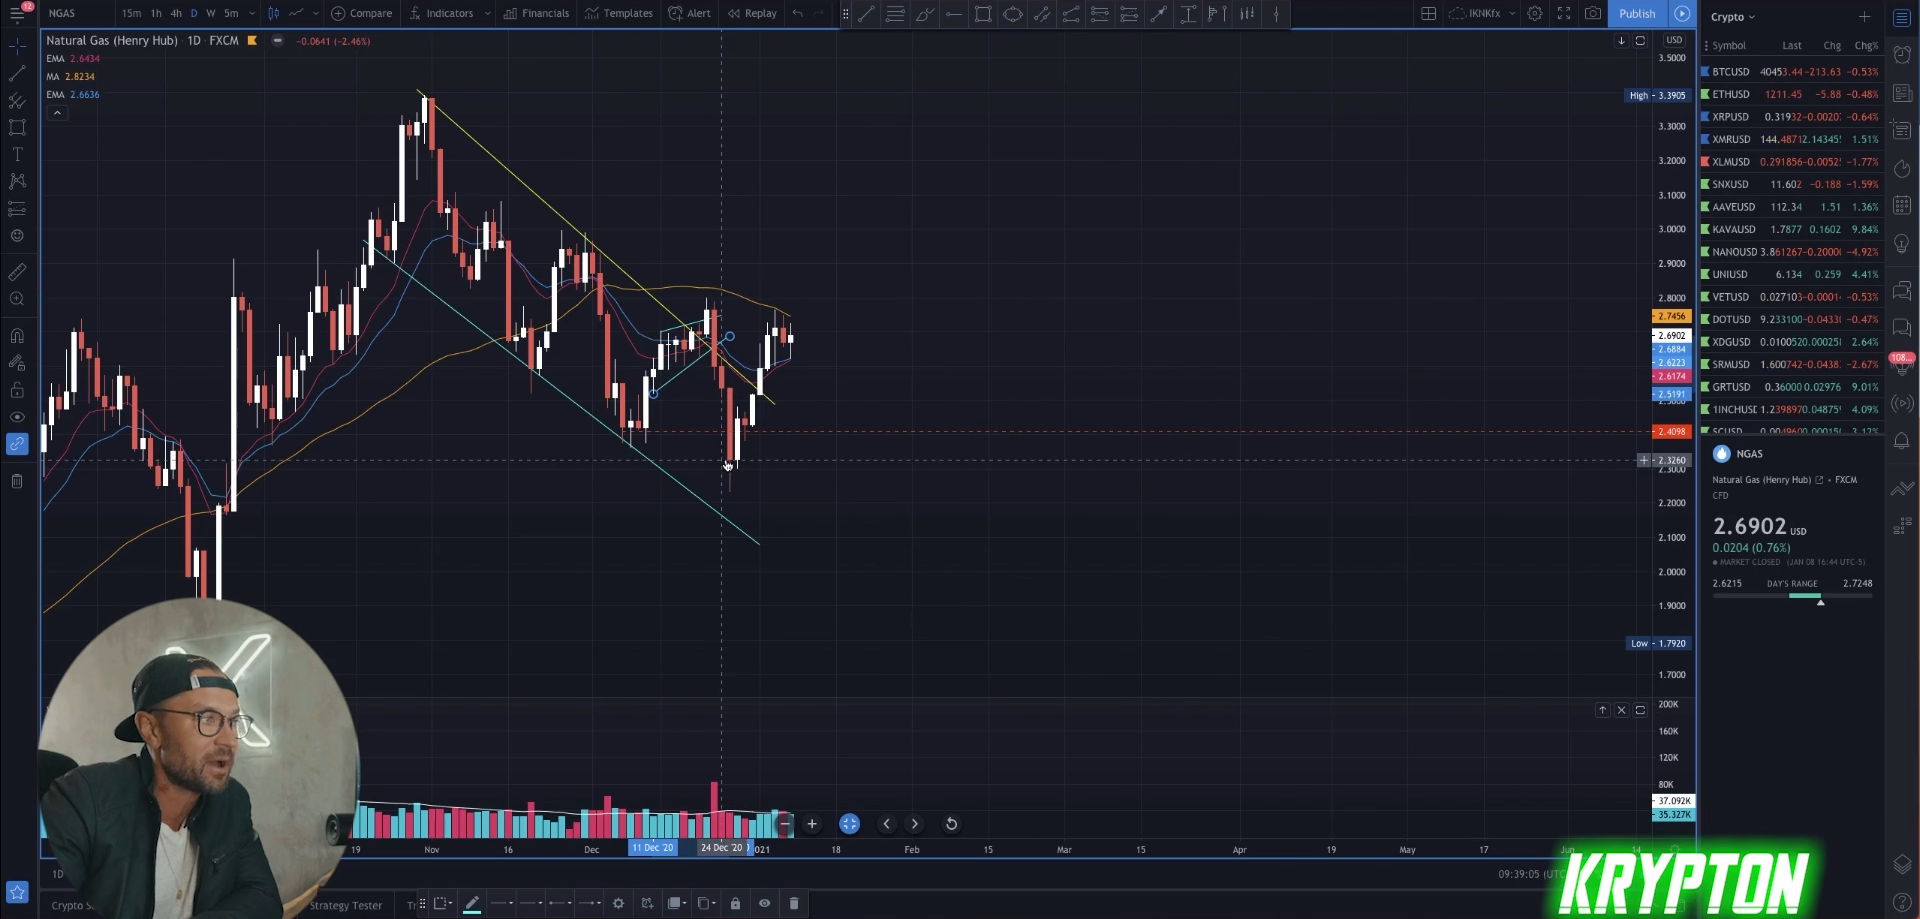 12
NGAS 15m 1h 4h D W 5m Compare Indicators Financials Templates Alert Replay IKNKfx Publish
Natural Gas (Henry Hub) · 1D · FXCM −0.0641 (−2.46%)
EMA 2.6434
MA 2.8234
EMA 2.6636
USD
3.5000
High 3.3905
3.3000
3.2000
3.1000
3.0000
2.9000
2.8000
2.7456
2.6902
2.6884
2.6223
2.6174
2.5191
2.4098
2.3260
2.3000
2.2000
2.1000
2.0000
1.9000
Low 1.7920
1.7000
200K
160K
120K
80K
37.092K
35.327K
19 Nov 16 Dec 11 Dec '20 24 Dec '20 021 18 Feb 15 Mar 15 Apr 19 May 17 Jun 14
1D
09:39:05 (UTC
Strategy Tester
Crypto
Symbol Last Chg Chg%
BTCUSD 40453.44 −213.63 −0.53%
ETHUSD 1211.45 −5.88 −0.48%
XRPUSD 0.31932 −0.0020 −0.64%
XMRUSD 144.4871 2.14345 1.51%
XLMUSD 0.291856 −0.0052 −1.77%
SNXUSD 11.602 −0.188 −1.59%
AAVEUSD 112.34 1.51 1.36%
KAVAUSD 1.7877 0.1602 9.84%
NANOUSD 3.861267 −0.2000 −4.92%
UNIUSD 6.134 0.259 4.41%
VETUSD 0.027103 −0.0001 −0.53%
DOTUSD 9.233100 −0.0433 −0.47%
XDGUSD 0.010052 0.00025 2.64%
SRMUSD 1.600742 −0.0438 −2.67%
GRTUSD 0.36000 0.02976 9.01%
1INCHUSD 1.239897 0.04875 4.09%
NGAS
Natural Gas (Henry Hub) • FXCM
CFD
2.6902 USD
0.0204 (0.76%)
MARKET CLOSED (JAN 08 16:44 UTC-5)
2.6215 DAY'S RANGE 2.7248
KRYPTON